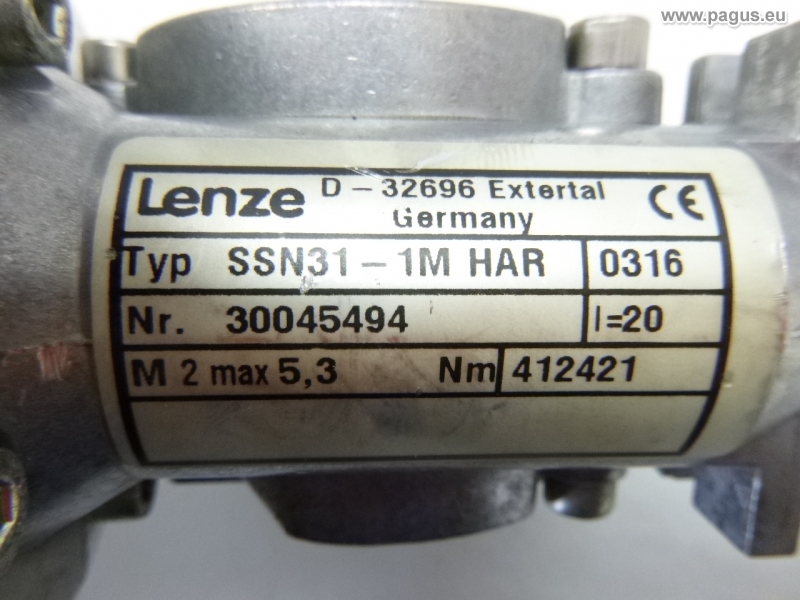 www.pagus.eu
Lenze D - 32696 Extertal
Germany CE
Typ SSN31 - 1M HAR 0316
Nr. 30045494 I=20
M 2 max 5,3 Nm 412421